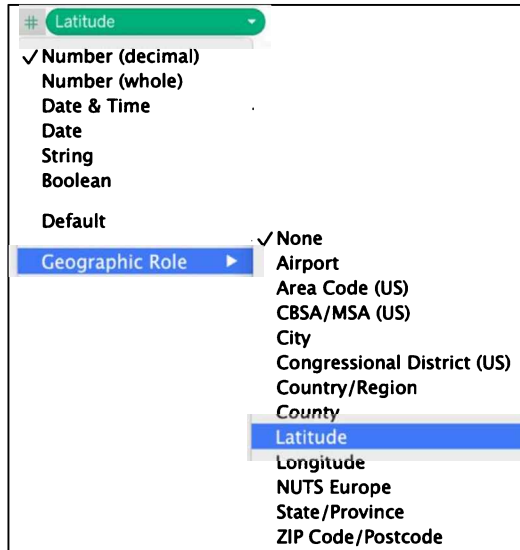 # Latitude
✓ Number (decimal)
Number (whole)
Date & Time
Date
String
Boolean
Default
Geographic Role ▶
✓ None
Airport
Area Code (US)
CBSA/MSA (US)
City
Congressional District (US)
Country/Region
County
Latitude
Longitude
NUTS Europe
State/Province
ZIP Code/Postcode